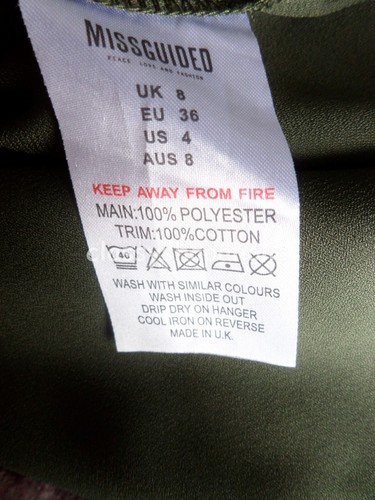 MISSGUIDED
PEACE LOVE AND FASHION
UK 8
EU 36
US 4
AUS 8
KEEP AWAY FROM FIRE
MAIN:100% POLYESTER
TRIM:100%COTTON
40
WASH WITH SIMILAR COLOURS
WASH INSIDE OUT
DRIP DRY ON HANGER
COOL IRON ON REVERSE
MADE IN U.K.